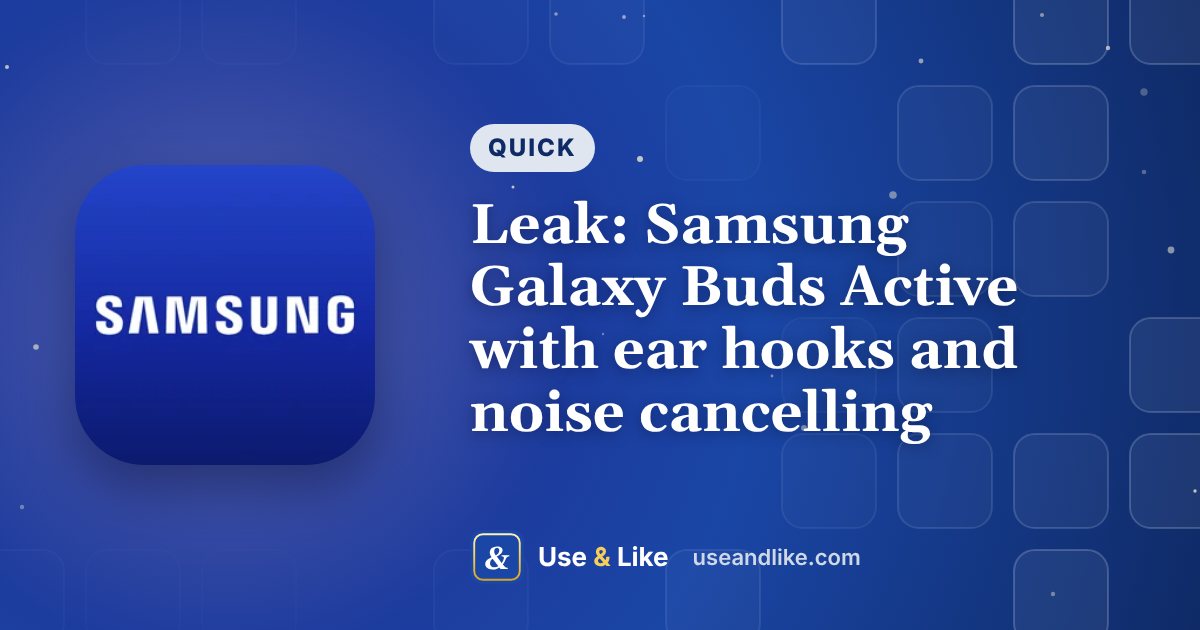 SAMSUNG
QUICK
Leak: Samsung
Galaxy Buds Active
with ear hooks and
noise cancelling
& Use & Like useandlike.com